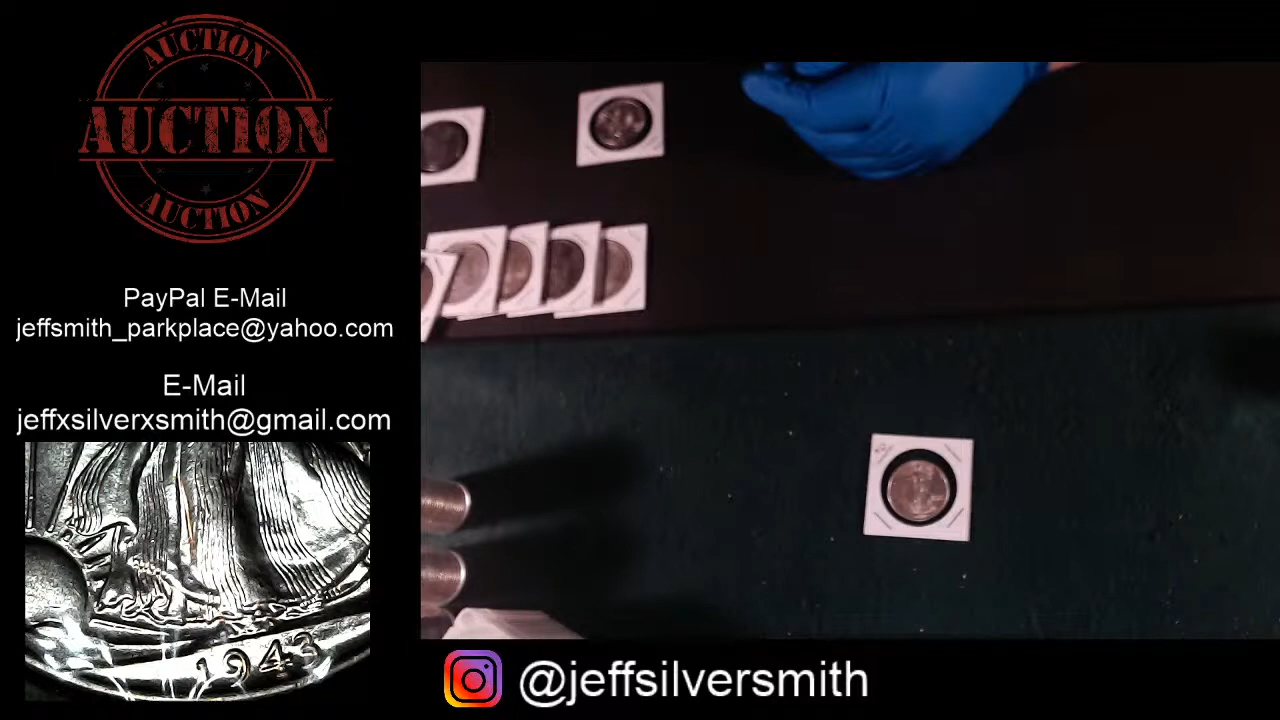 AUCTION
AUCTION
AUCTION
PayPal E-Mail
jeffsmith_parkplace@yahoo.com
E-Mail
jeffxsilverxsmith@gmail.com
1943
@jeffsilversmith